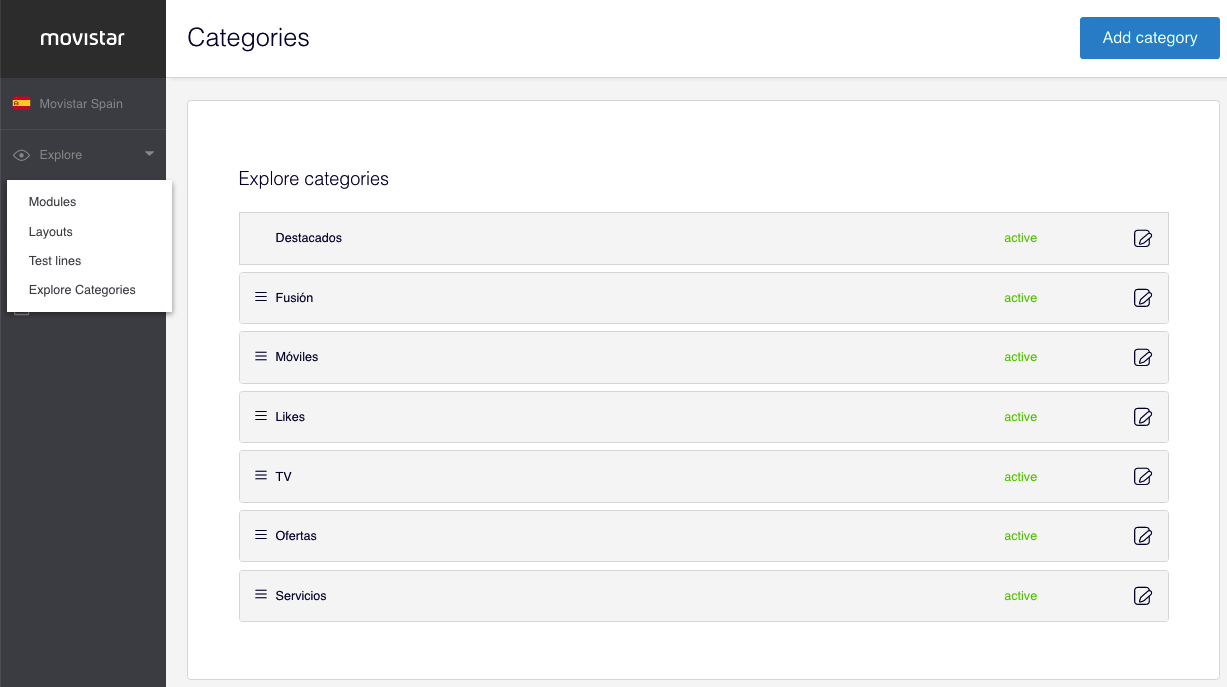 movistar
Categories
Add category
Movistar Spain
Explore
Modules
Layouts
Test lines
Explore Categories
Explore categories
Destacados active
Fusión active
Móviles active
Likes active
TV active
Ofertas active
Servicios active